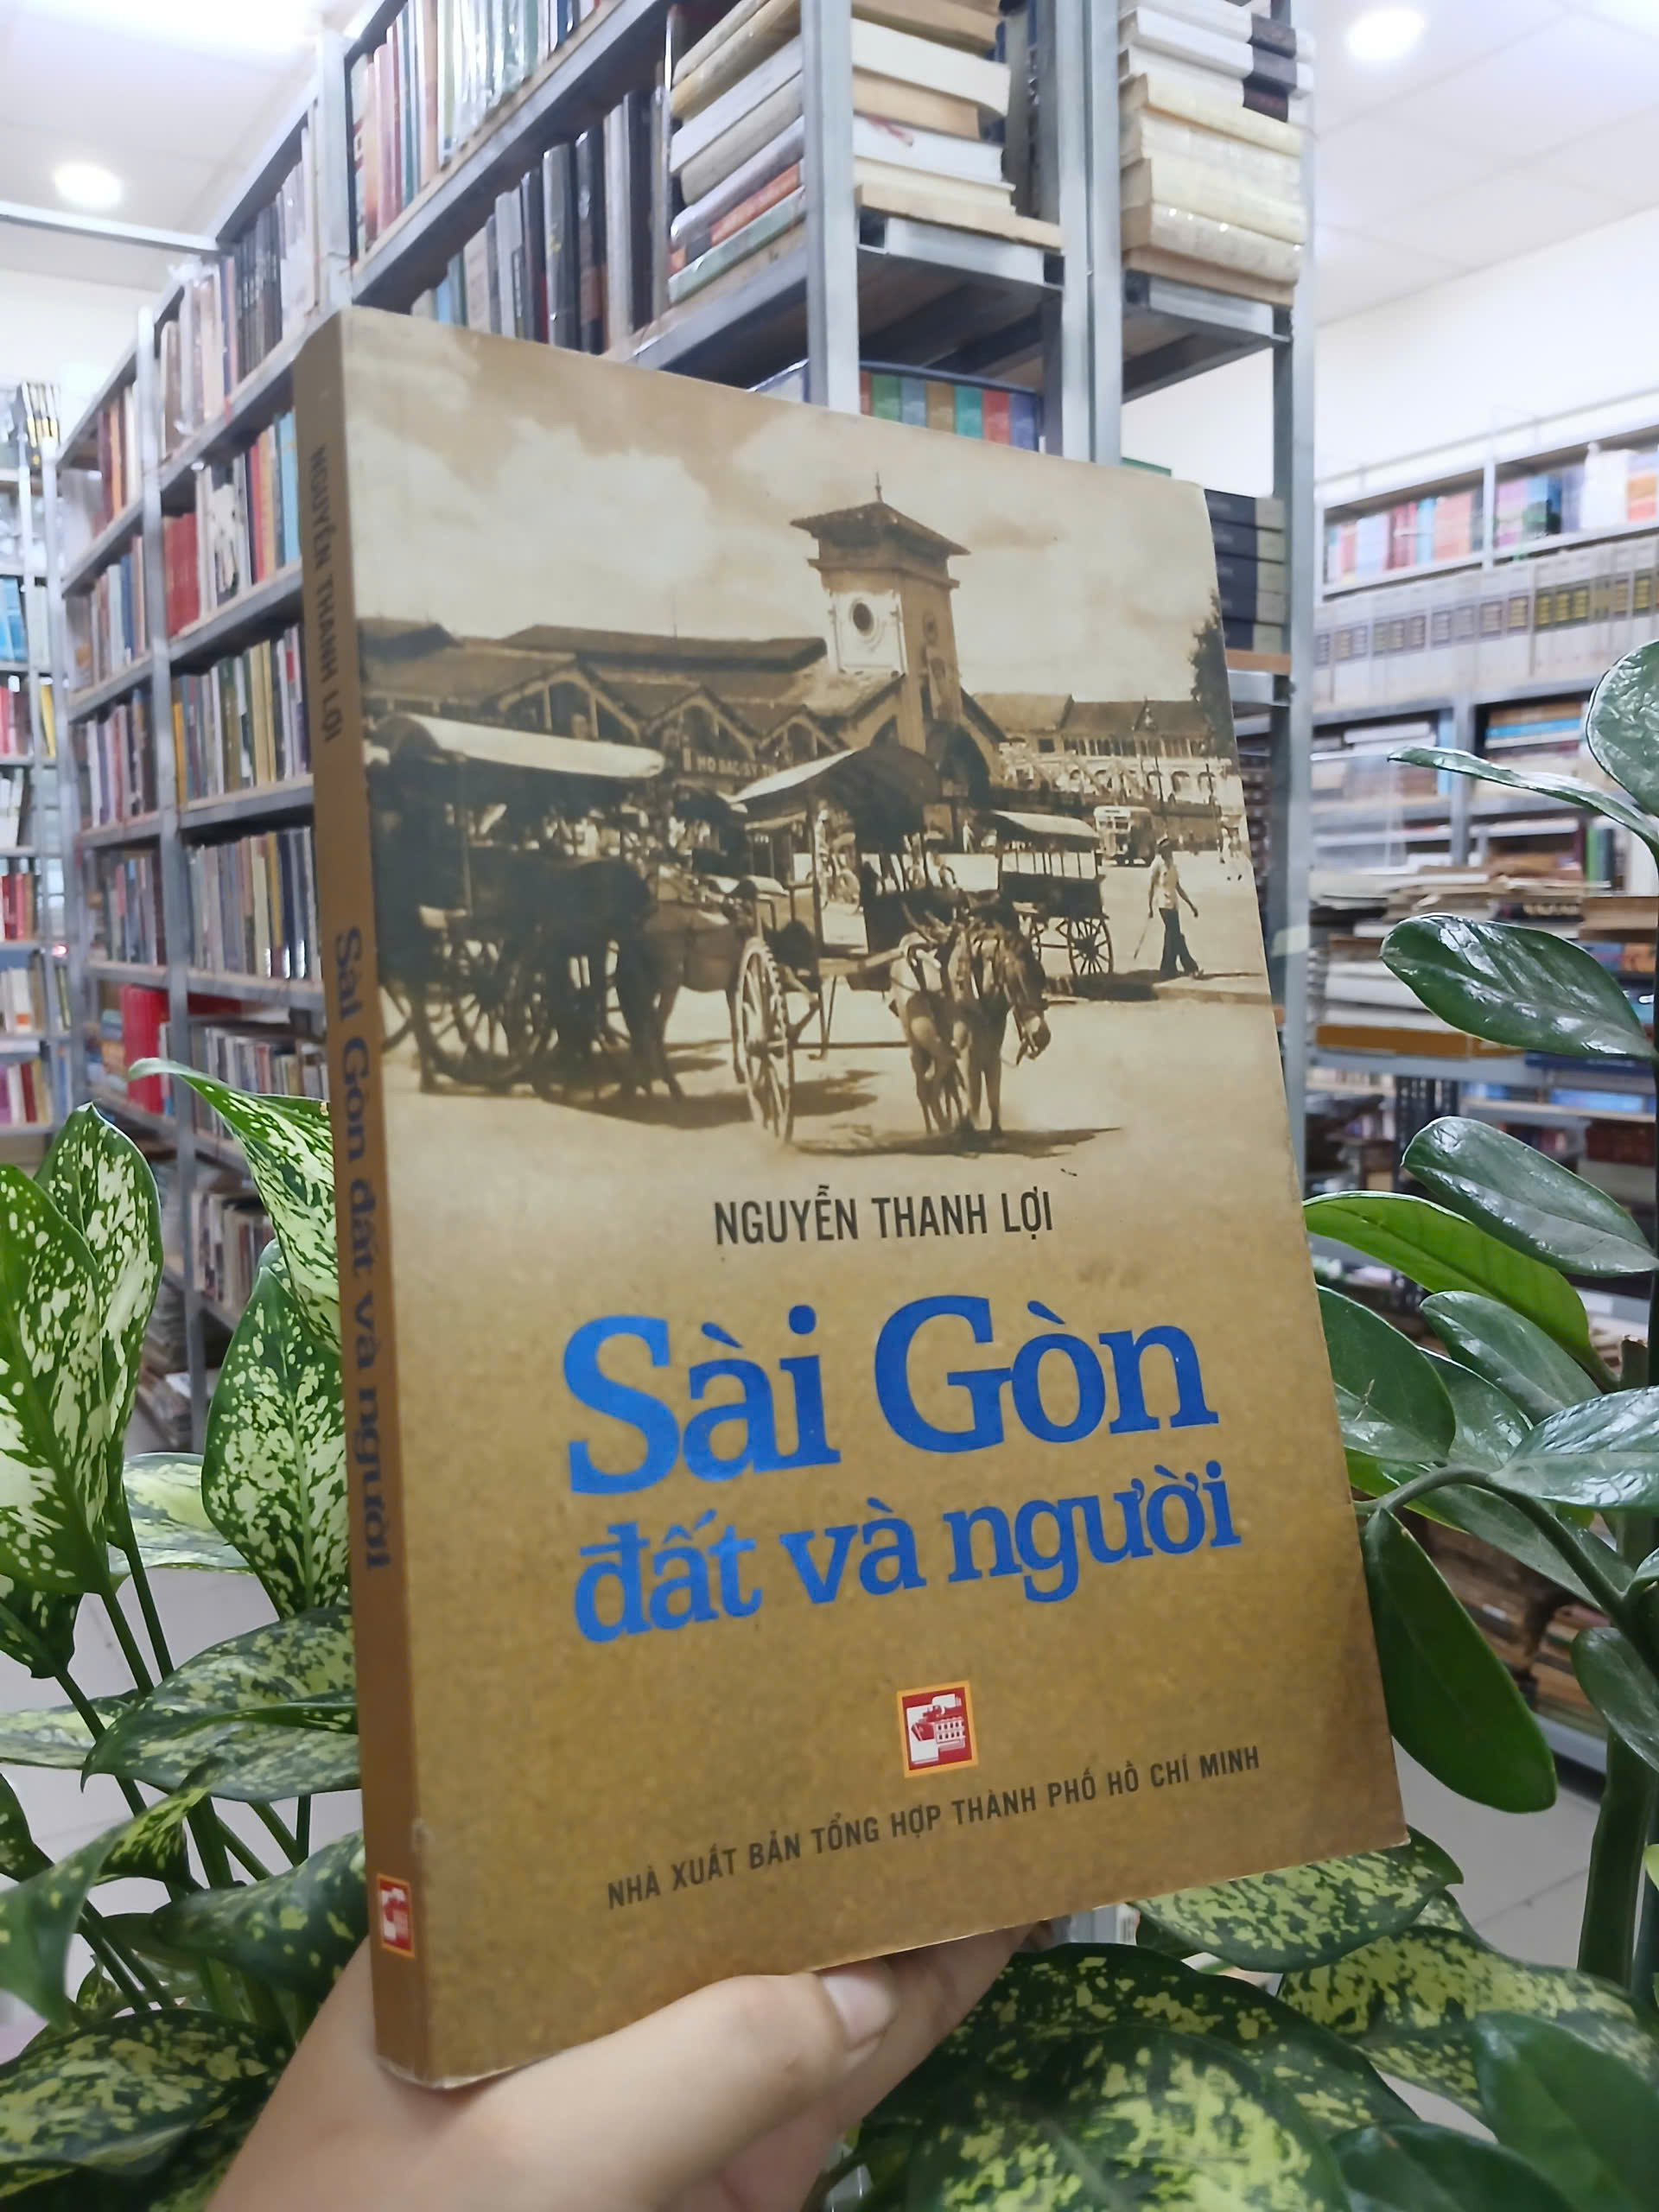 NGUYỄN THANH LỢI
Sài Gòn
đất và người
NHÀ XUẤT BẢN TỔNG HỢP THÀNH PHỐ HỒ CHÍ MINH
NGUYỄN THANH LỢI
Sài Gòn đất và người